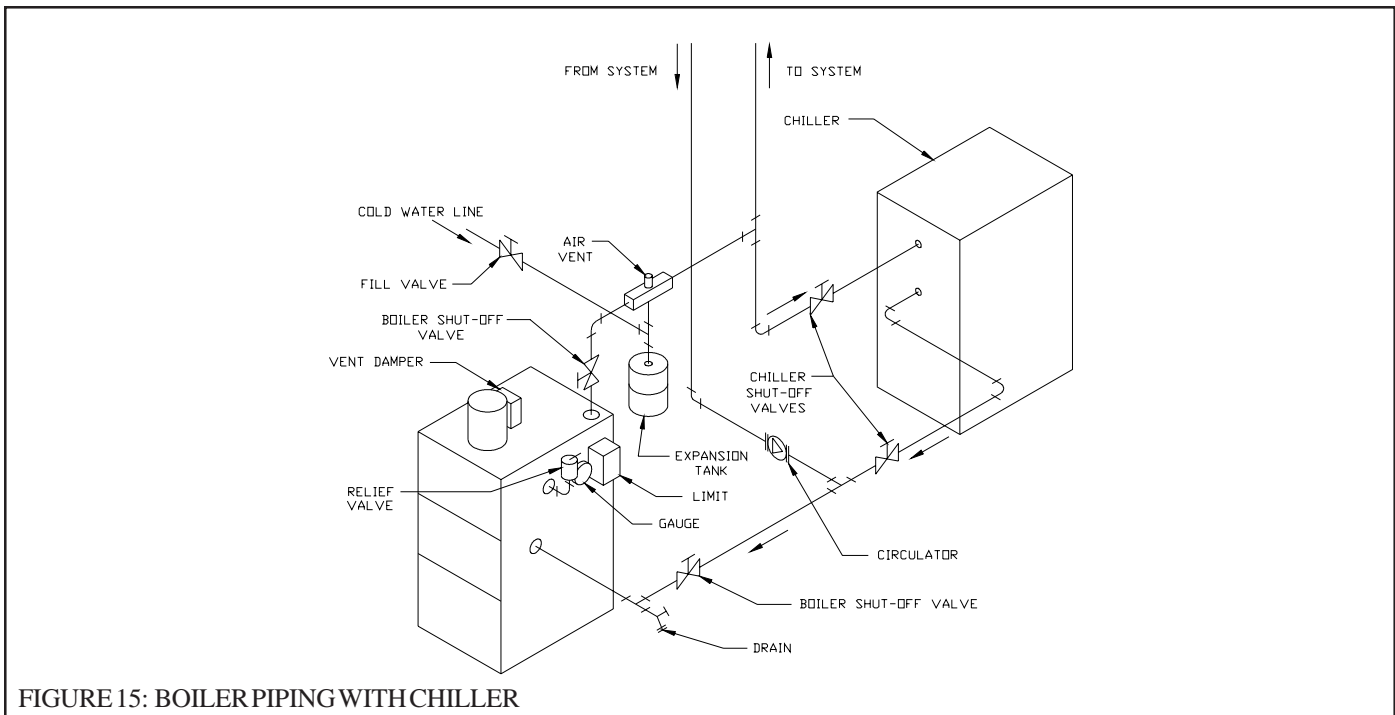 FROM SYSTEM
TO SYSTEM
CHILLER
COLD WATER LINE
AIR
VENT
FILL VALVE
BOILER SHUT-OFF
VALVE
VENT DAMPER
CHILLER
SHUT-OFF
VALVES
EXPANSION
TANK
RELIEF
VALVE
LIMIT
GAUGE
CIRCULATOR
BOILER SHUT-OFF VALVE
DRAIN
FIGURE 15: BOILER PIPING WITH CHILLER